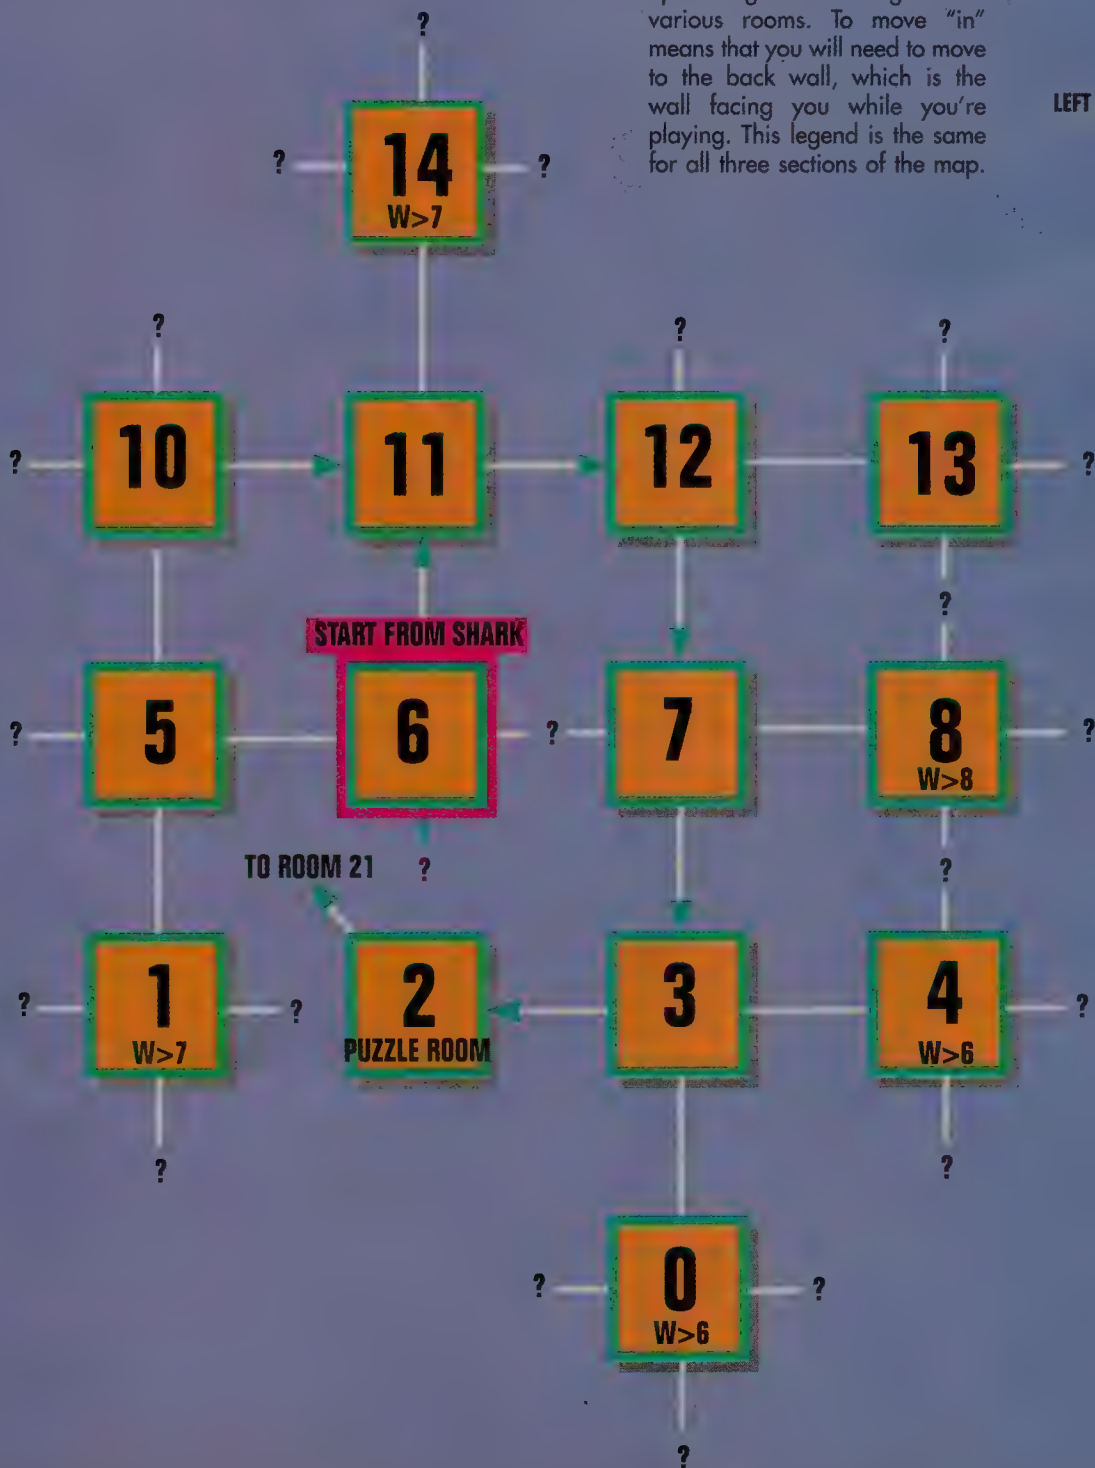 various rooms. To move "in"
means that you will need to move
to the back wall, which is the
wall facing you while you're
playing. This legend is the same
for all three sections of the map.
LEFT
?
? 14 ?
W>7
? ? ?
? 10 11 12 13 ?
?
START FROM SHARK
? 5 6 ? 7 8 ?
W>8
TO ROOM 21 ? ?
? 1 ? 2 3 4 ?
W>7 PUZZLE ROOM W>6
? ?
? 0 ?
W>6
?